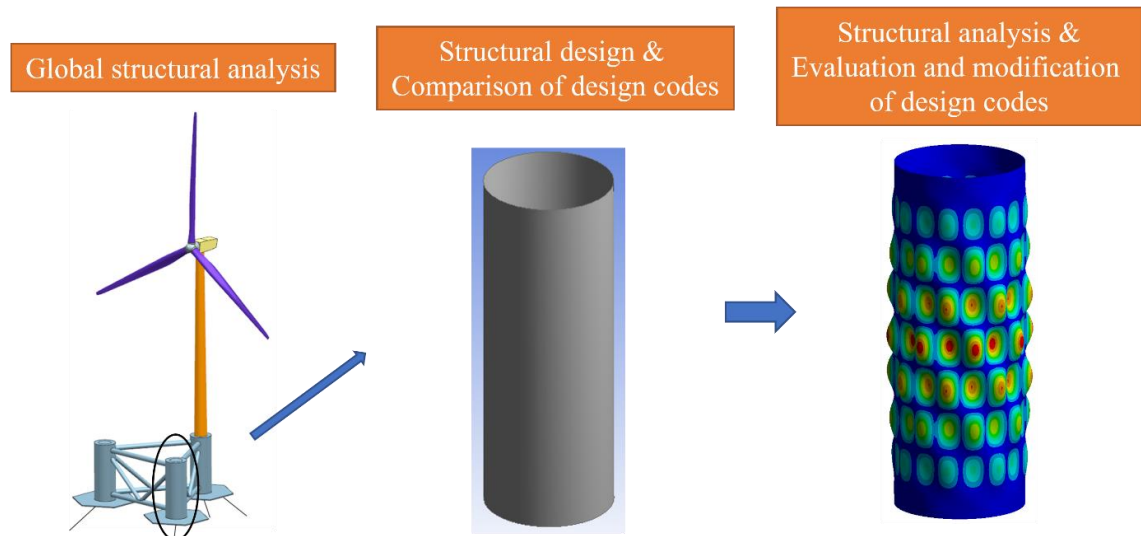 Global structural analysis
Structural design &
Comparison of design codes
Structural analysis &
Evaluation and modification
of design codes